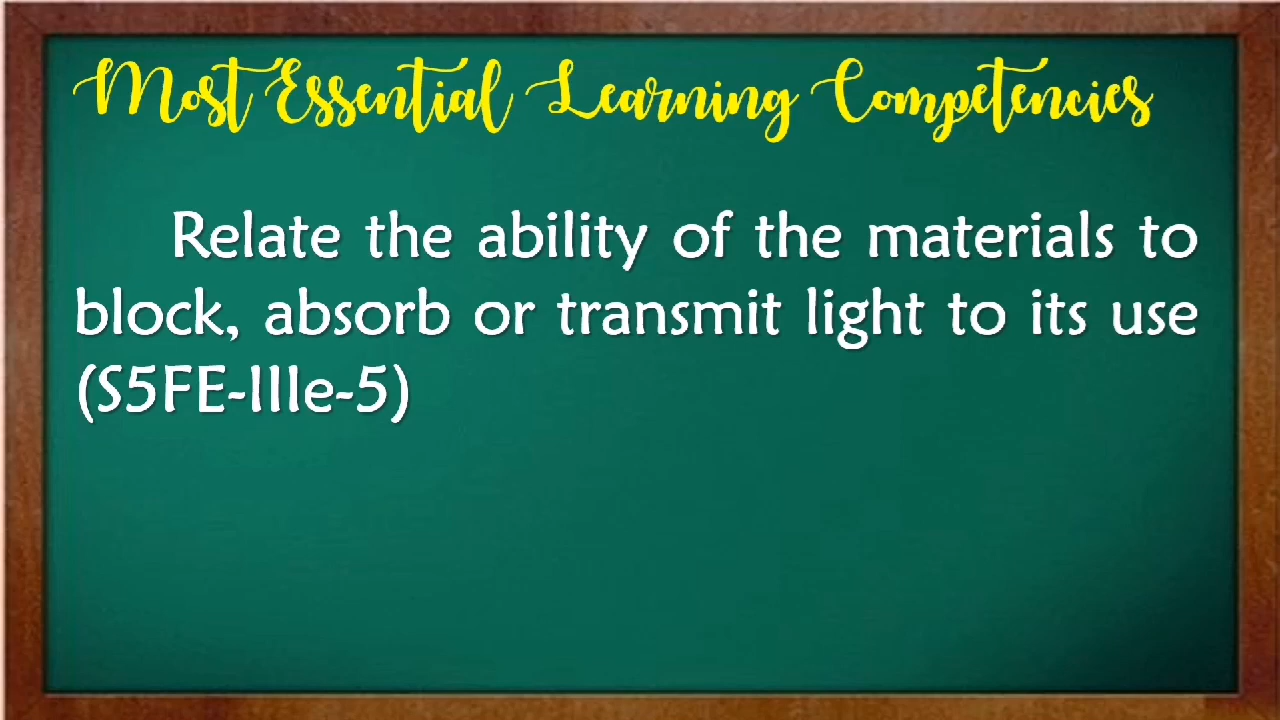 Most Essential Learning Competencies
Relate the ability of the materials to
block, absorb or transmit light to its use
(S5FE-IIIe-5)